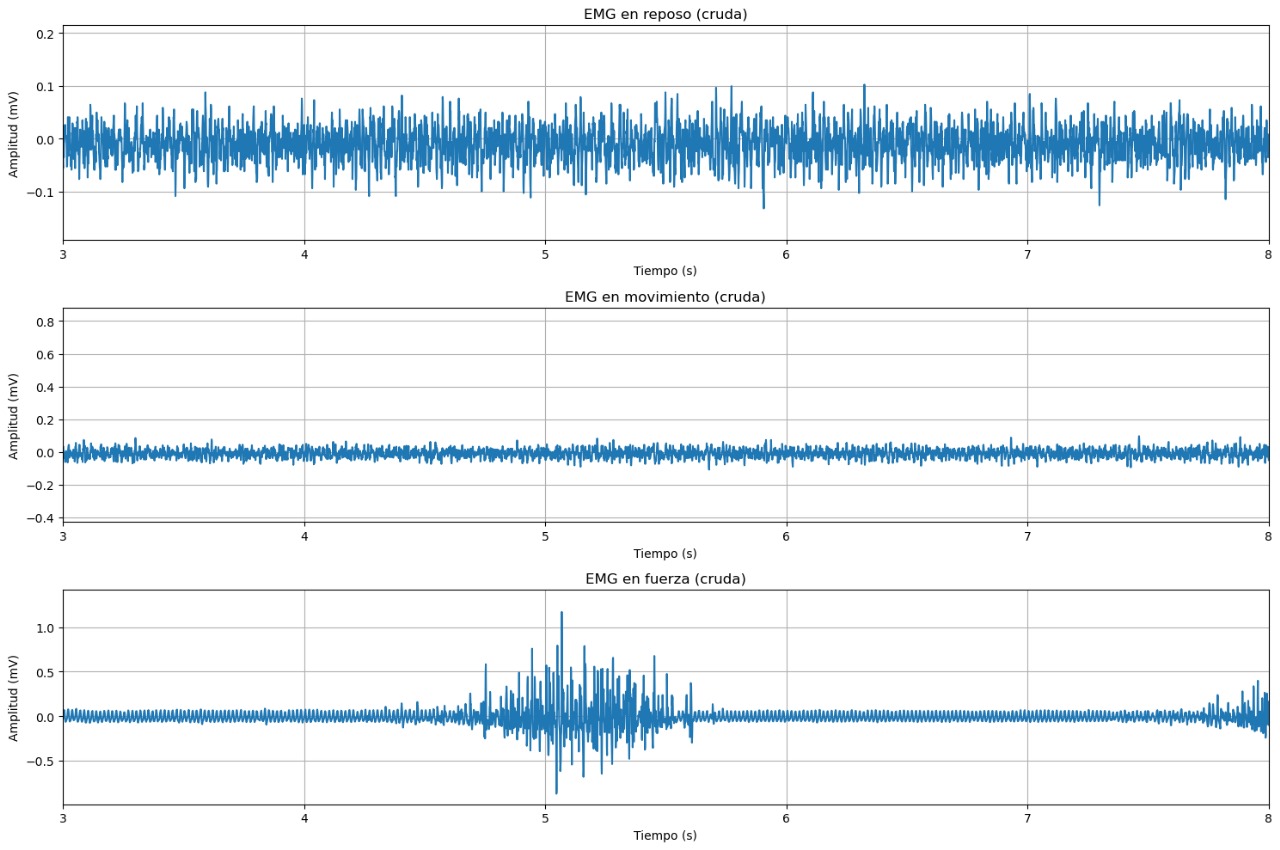 EMG en reposo (cruda)
0.2
0.1
0.0
−0.1
Amplitud (mV)
3 4 5 6 7 8
Tiempo (s)
EMG en movimiento (cruda)
0.8
0.6
0.4
0.2
0.0
−0.2
−0.4
Amplitud (mV)
3 4 5 6 7 8
Tiempo (s)
EMG en fuerza (cruda)
1.0
0.5
0.0
−0.5
Amplitud (mV)
3 4 5 6 7 8
Tiempo (s)